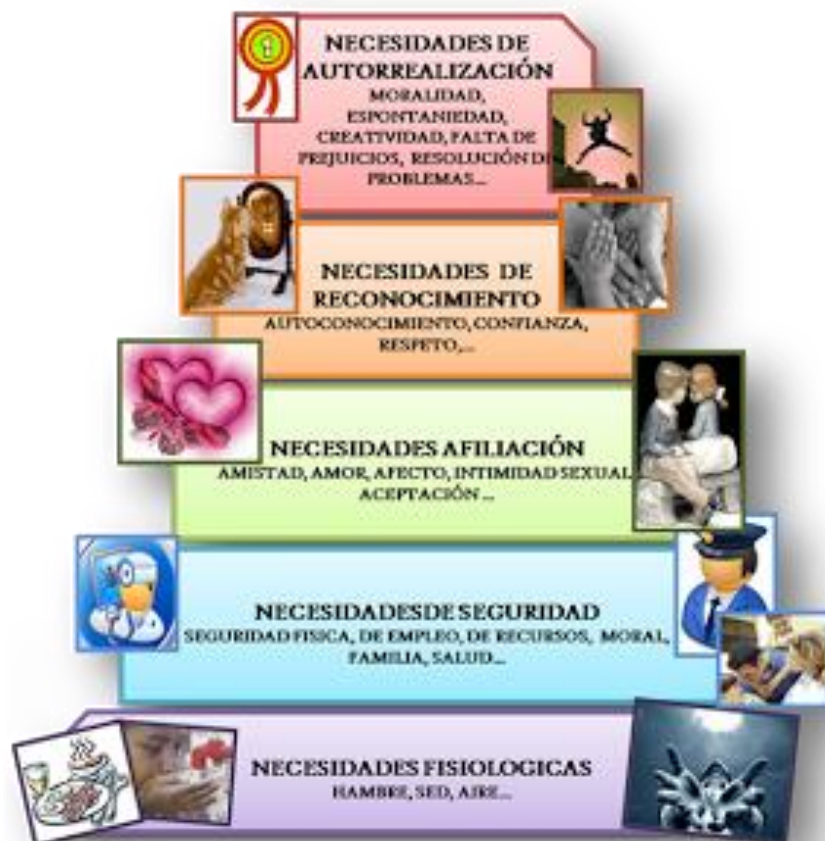 1
NECESIDADES DE
AUTORREALIZACIÓN
MORALIDAD,
ESPONTANIEDAD,
CREATIVIDAD, FALTA DE
PREJUICIOS, RESOLUCIÓN DE
PROBLEMAS...
NECESIDADES DE
RECONOCIMIENTO
AUTOCONOCIMIENTO, CONFIANZA,
RESPETO,...
NECESIDADES AFILIACIÓN
AMISTAD, AMOR, AFECTO, INTIMIDAD SEXUAL,
ACEPTACIÓN ...
NECESIDADESDE SEGURIDAD
SEGURIDAD FISICA, DE EMPLEO, DE RECURSOS, MORAL,
FAMILIA, SALUD...
NECESIDADES FISIOLOGICAS
HAMBRE, SED, AIRE...